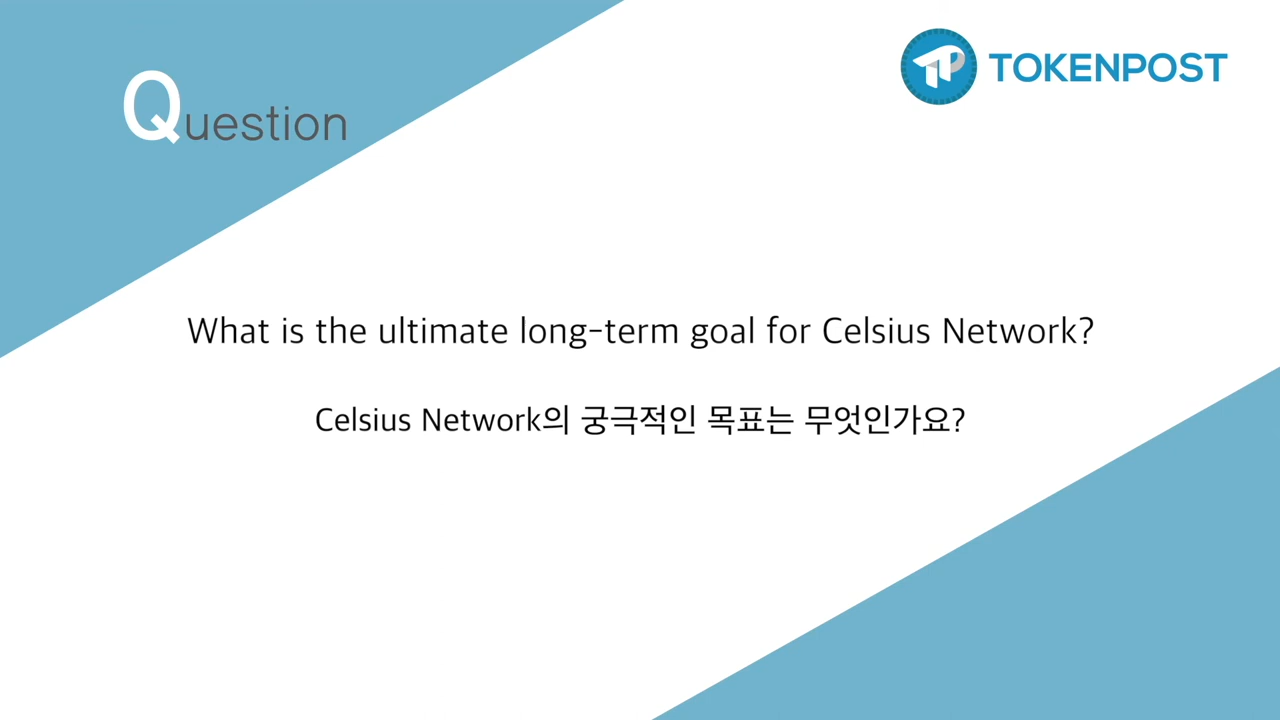 Question
TOKENPOST
What is the ultimate long-term goal for Celsius Network?
Celsius Network의 궁극적인 목표는 무엇인가요?